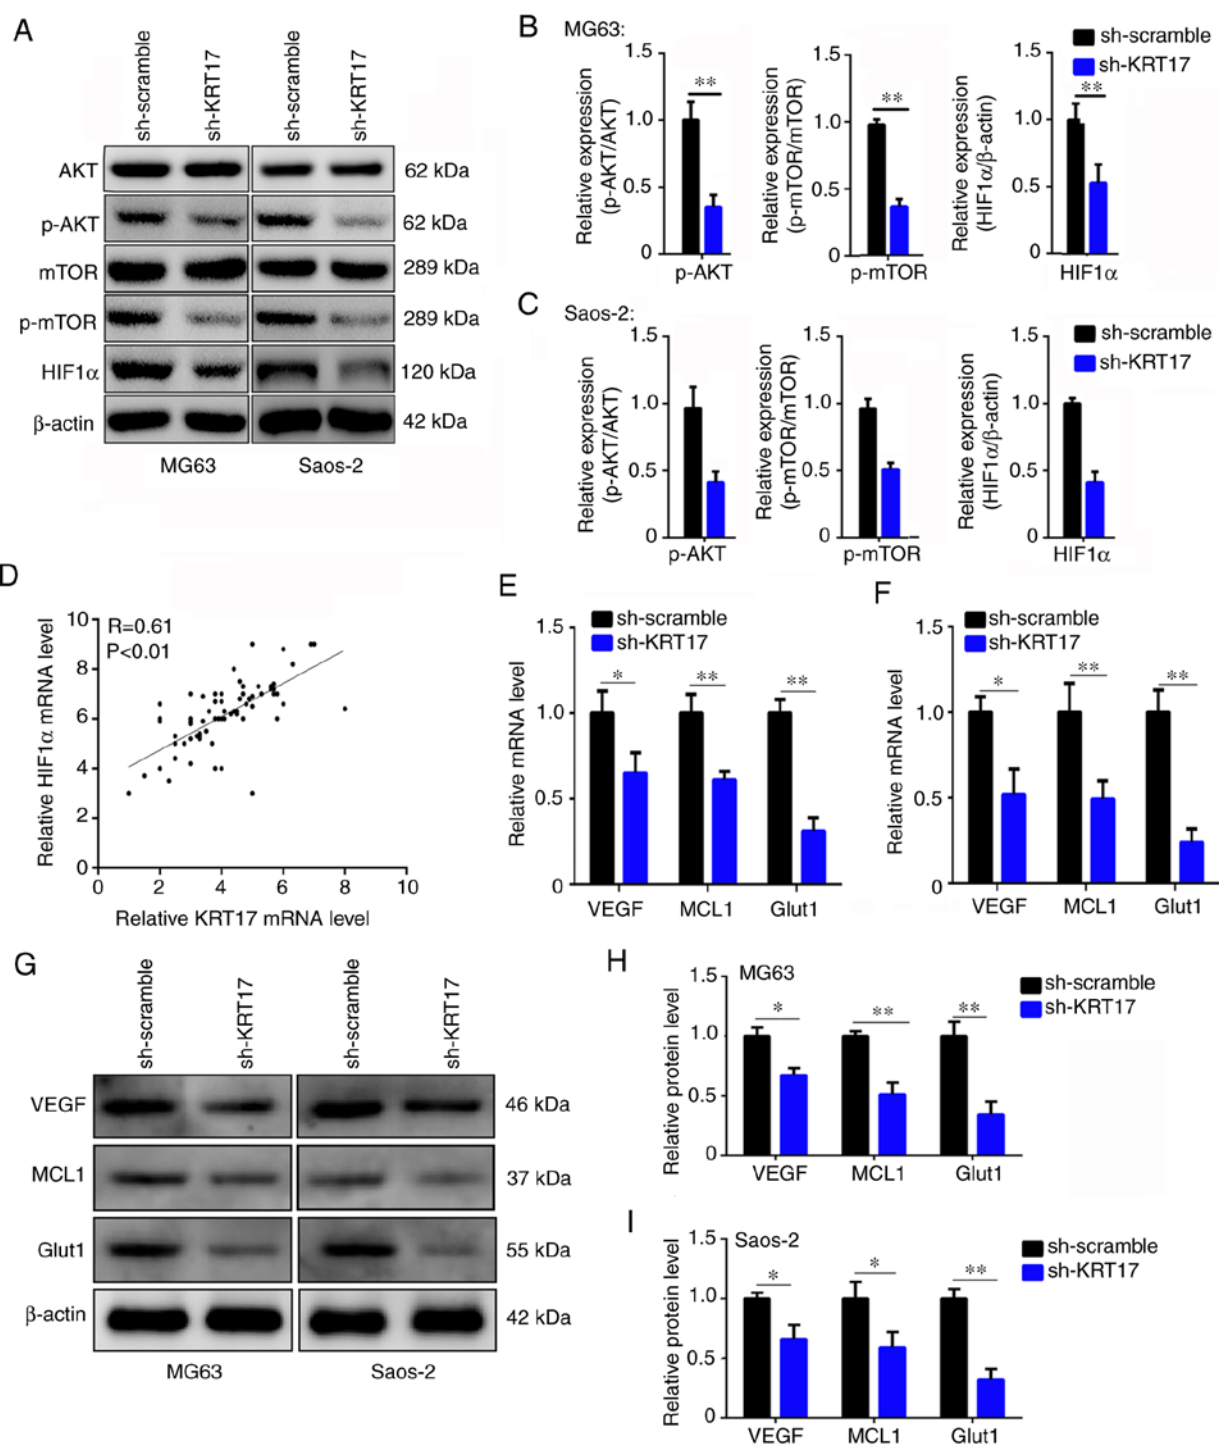 A
sh-scramble
sh-KRT17
sh-scramble
sh-KRT17
AKT
62 kDa
p-AKT
62 kDa
mTOR
289 kDa
p-mTOR
289 kDa
HIF1α
120 kDa
β-actin
42 kDa
MG63
Saos-2
B
MG63:
sh-scramble
sh-KRT17
Relative expression
(p-AKT/AKT)
1.5
1.0
0.5
0
**
p-AKT
Relative expression
(p-mTOR/mTOR)
1.5
1.0
0.5
0
**
p-mTOR
Relative expression
(HIF1α/β-actin)
1.5
1.0
0.5
0
**
HIF1α
C
Saos-2:
sh-scramble
sh-KRT17
Relative expression
(p-AKT/AKT)
1.5
1.0
0.5
0
p-AKT
Relative expression
(p-mTOR/mTOR)
1.5
1.0
0.5
0
p-mTOR
Relative expression
(HIF1α/β-actin)
1.5
1.0
0.5
0
HIF1α
D
Relative HIF1α mRNA level
R=0.61
P<0.01
10
8
6
4
2
0
0 2 4 6 8 10
Relative KRT17 mRNA level
E
sh-scramble
sh-KRT17
Relative mRNA level
1.5
1.0
0.5
0
* ** **
VEGF MCL1 Glut1
F
sh-scramble
sh-KRT17
Relative mRNA level
1.5
1.0
0.5
0
* ** **
VEGF MCL1 Glut1
G
sh-scramble
sh-KRT17
sh-scramble
sh-KRT17
VEGF
46 kDa
MCL1
37 kDa
Glut1
55 kDa
β-actin
42 kDa
MG63
Saos-2
H
MG63
sh-scramble
sh-KRT17
Relative protein level
1.5
1.0
0.5
0
* ** **
VEGF MCL1 Glut1
I
Saos-2
sh-scramble
sh-KRT17
Relative protein level
1.5
1.0
0.5
0
* * **
VEGF MCL1 Glut1